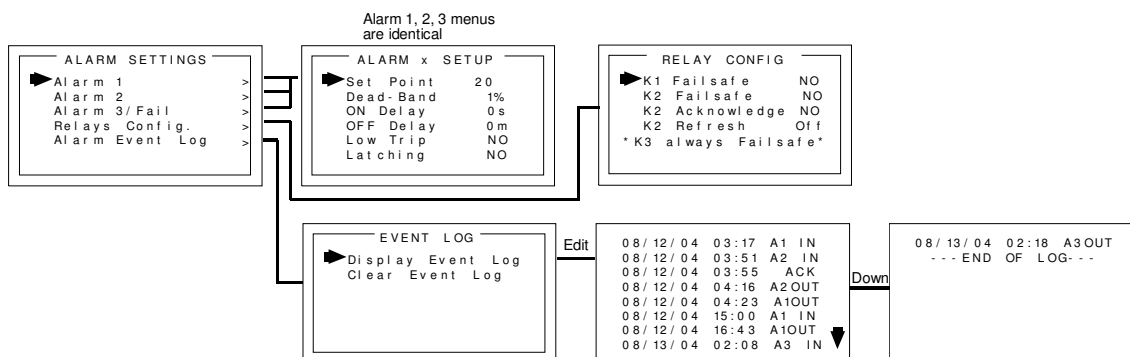 Alarm 1, 2, 3 menus
are identical
ALARM SETTINGS
Alarm 1 >
Alarm 2 >
Alarm 3/Fail >
Relays Config. >
Alarm Event Log >
ALARM x SETUP
Set Point 20
Dead-Band 1%
ON Delay 0s
OFF Delay 0m
Low Trip NO
Latching NO
RELAY CONFIG
K1 Failsafe NO
K2 Failsafe NO
K2 Acknowledge NO
K2 Refresh Off
*K3 always Failsafe*
EVENT LOG
Display Event Log
Clear Event Log
Edit
08/12/04 03:17 A1 IN
08/12/04 03:51 A2 IN
08/12/04 03:55 ACK
08/12/04 04:16 A2OUT
08/12/04 04:23 A1OUT
08/12/04 15:00 A1 IN
08/12/04 16:43 A1OUT
08/13/04 02:08 A3 IN
Down
08/13/04 02:18 A3OUT
---END OF LOG---